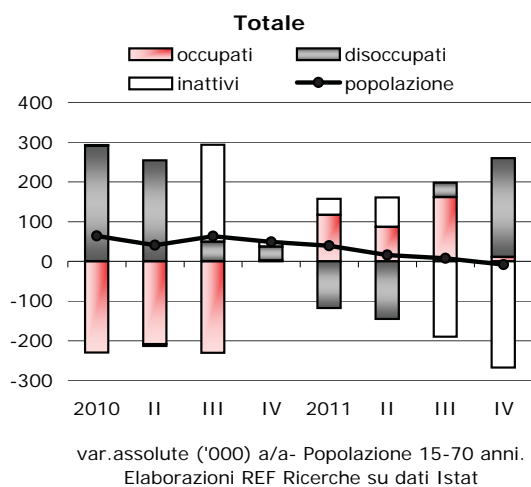 Totale
occupati disoccupati
inattivi popolazione
400
300
200
100
0
-100
-200
-300
2010 II III IV 2011 II III IV
var.assolute ('000) a/a- Popolazione 15-70 anni.
Elaborazioni REF Ricerche su dati Istat